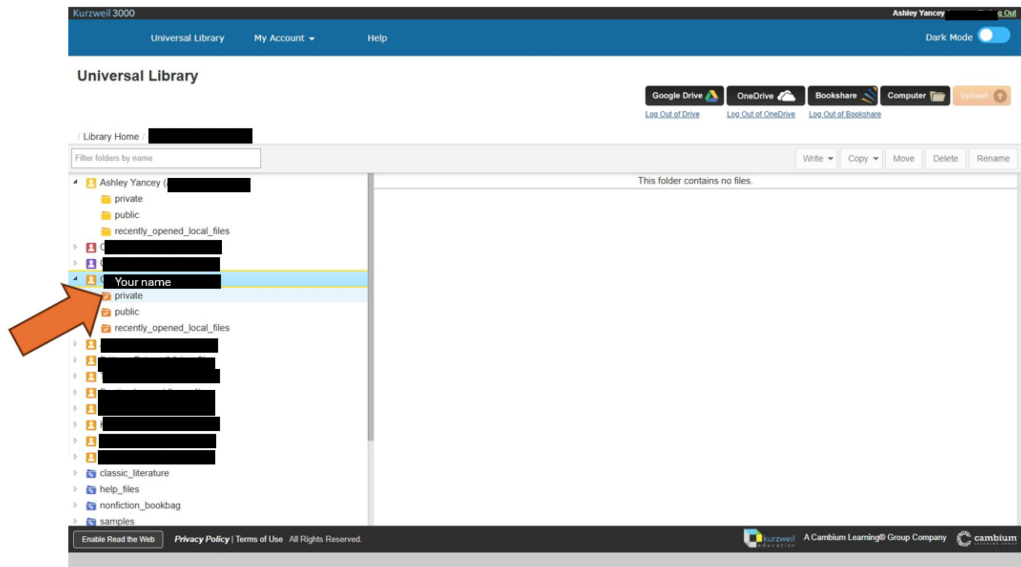 Kurzweil 3000
Ashley Yancey
g Out
Universal Library My Account Help
Dark Mode
Universal Library
Google Drive OneDrive Bookshare Computer Upload
Log Out of Drive Log Out of OneDrive Log Out of Bookshare
/ Library Home /
Filter folders by name
Write Copy Move Delete Rename
Ashley Yancey (
This folder contains no files.
private
public
recently_opened_local_files
Your name
private
public
recently_opened_local_files
classic_literature
help_files
nonfiction_bookbag
samples
Enable Read the Web Privacy Policy | Terms of Use All Rights Reserved.
kurzweil
education
A Cambium Learning® Group Company
cambium